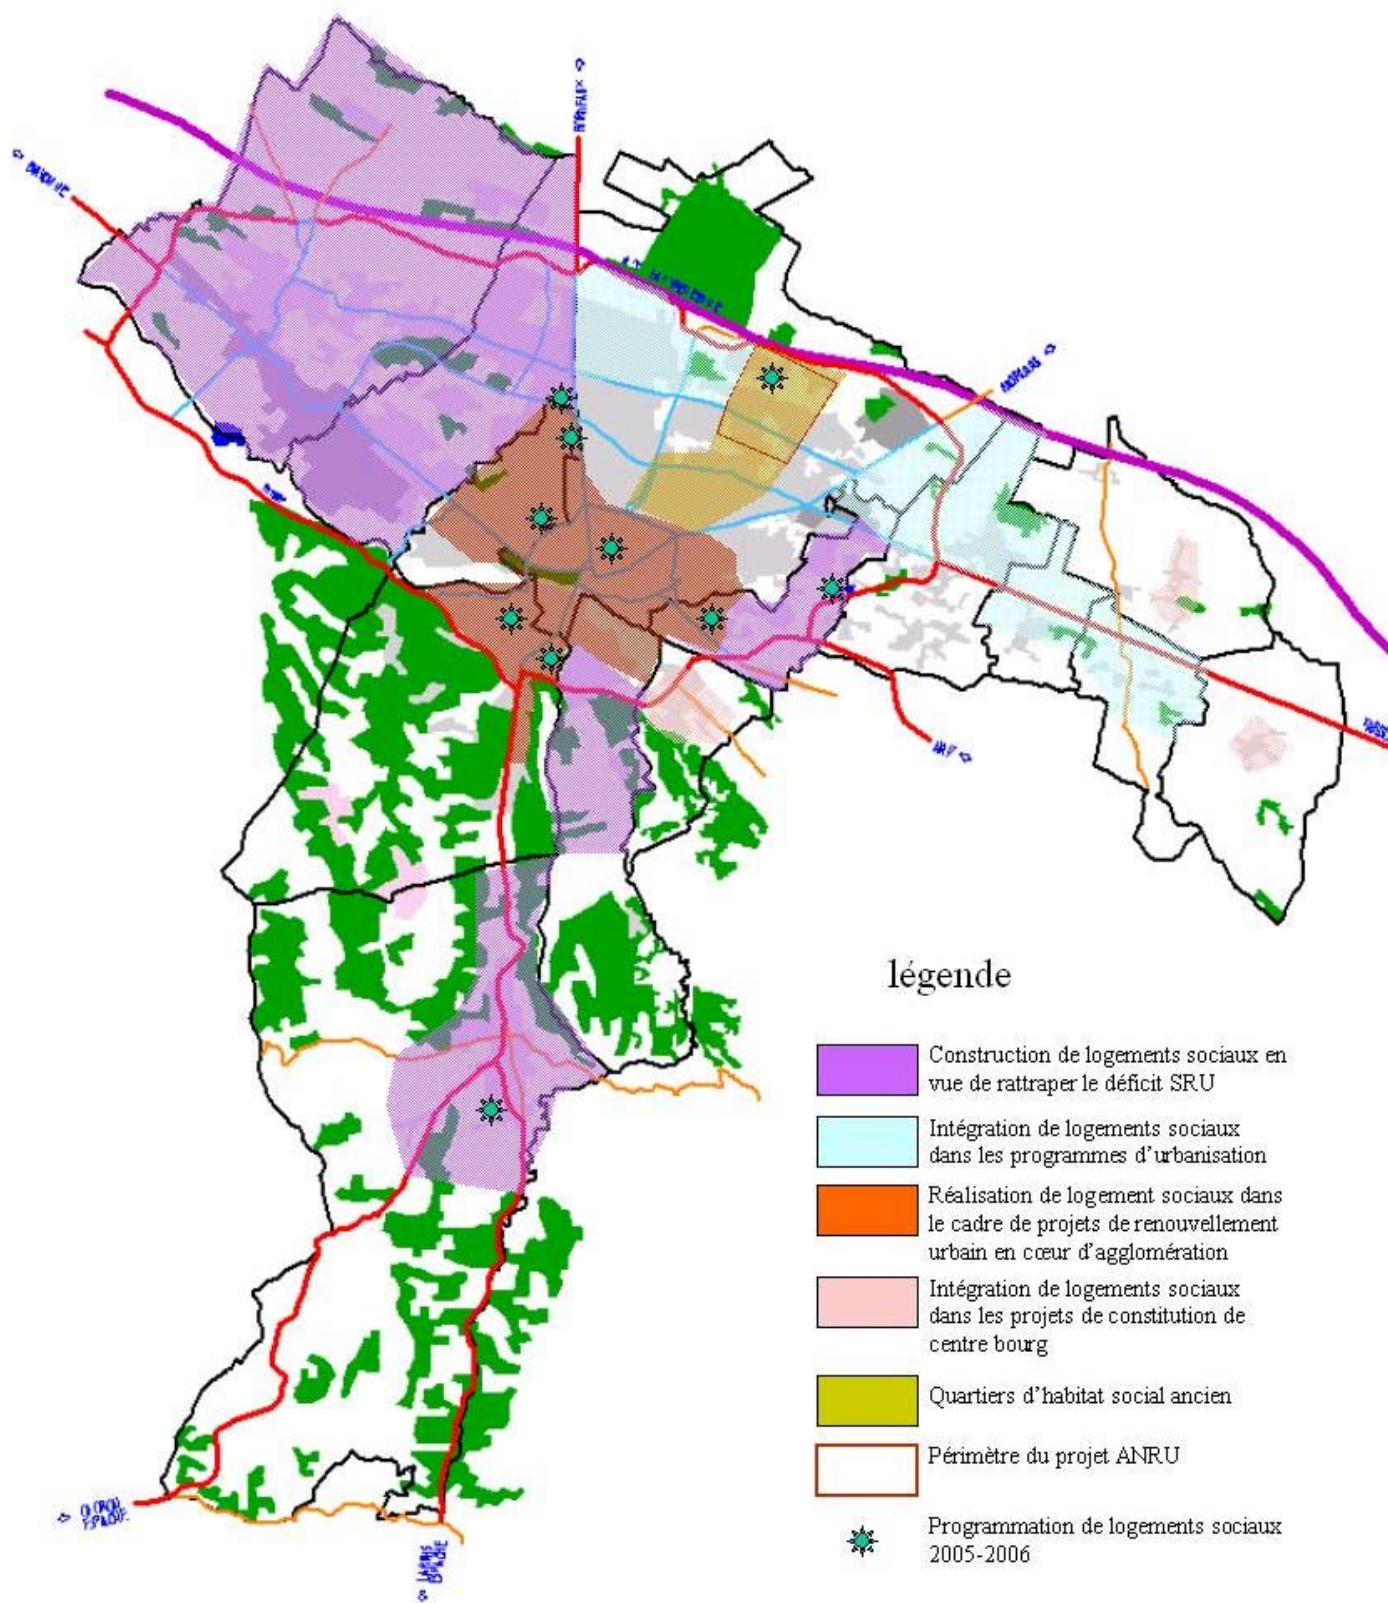 légende
Construction de logements sociaux en
vue de rattraper le déficit SRU
Intégration de logements sociaux
dans les programmes d'urbanisation
Réalisation de logement sociaux dans
le cadre de projets de renouvellement
urbain en cœur d'agglomération
Intégration de logements sociaux
dans les projets de constitution de
centre bourg
Quartiers d'habitat social ancien
Périmètre du projet ANRU
Programmation de logements sociaux
2005-2006